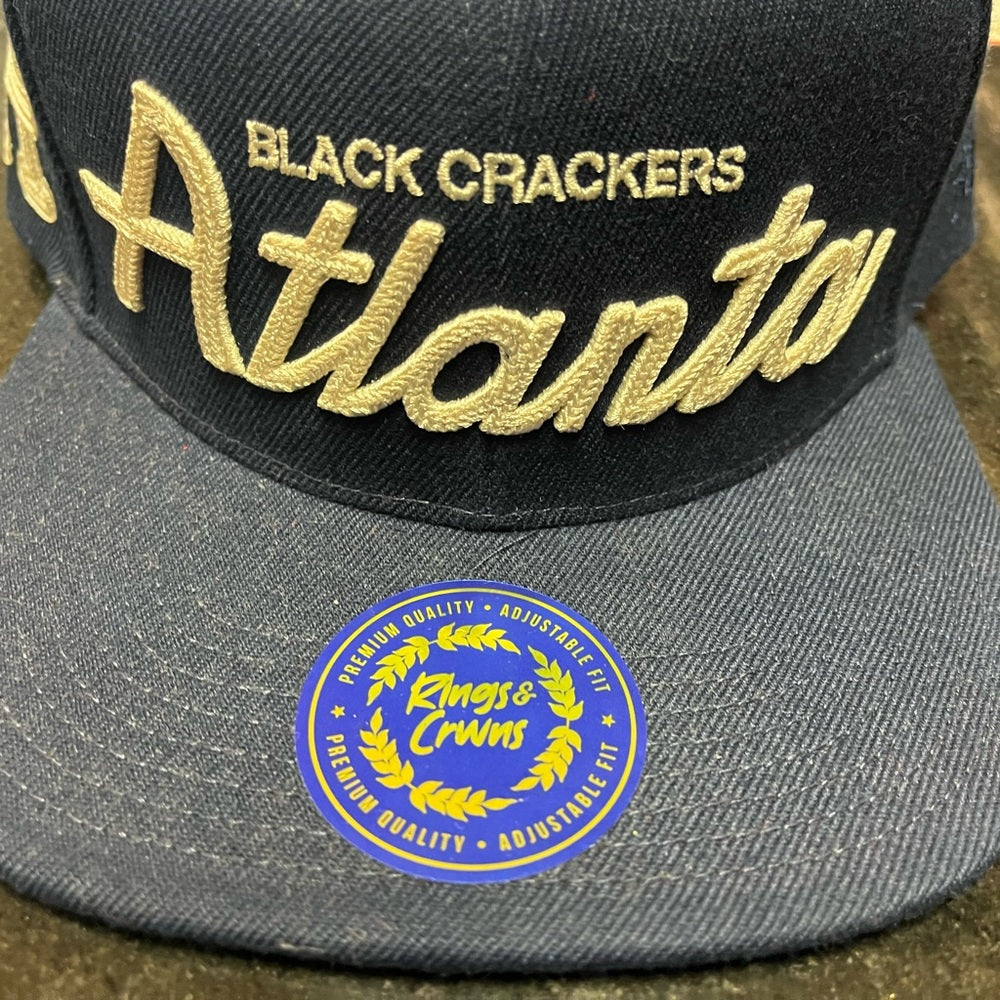 BLACK CRACKERS
Atlanta
PREMIUM QUALITY • ADJUSTABLE FIT
Rings &
Crwns
PREMIUM QUALITY • ADJUSTABLE FIT